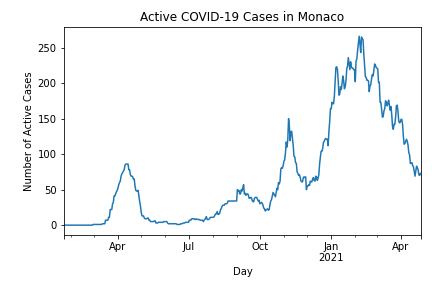 Active COVID-19 Cases in Monaco
Number of Active Cases
250
200
150
100
50
0
Apr
Jul
Oct
Jan
2021
Apr
Day